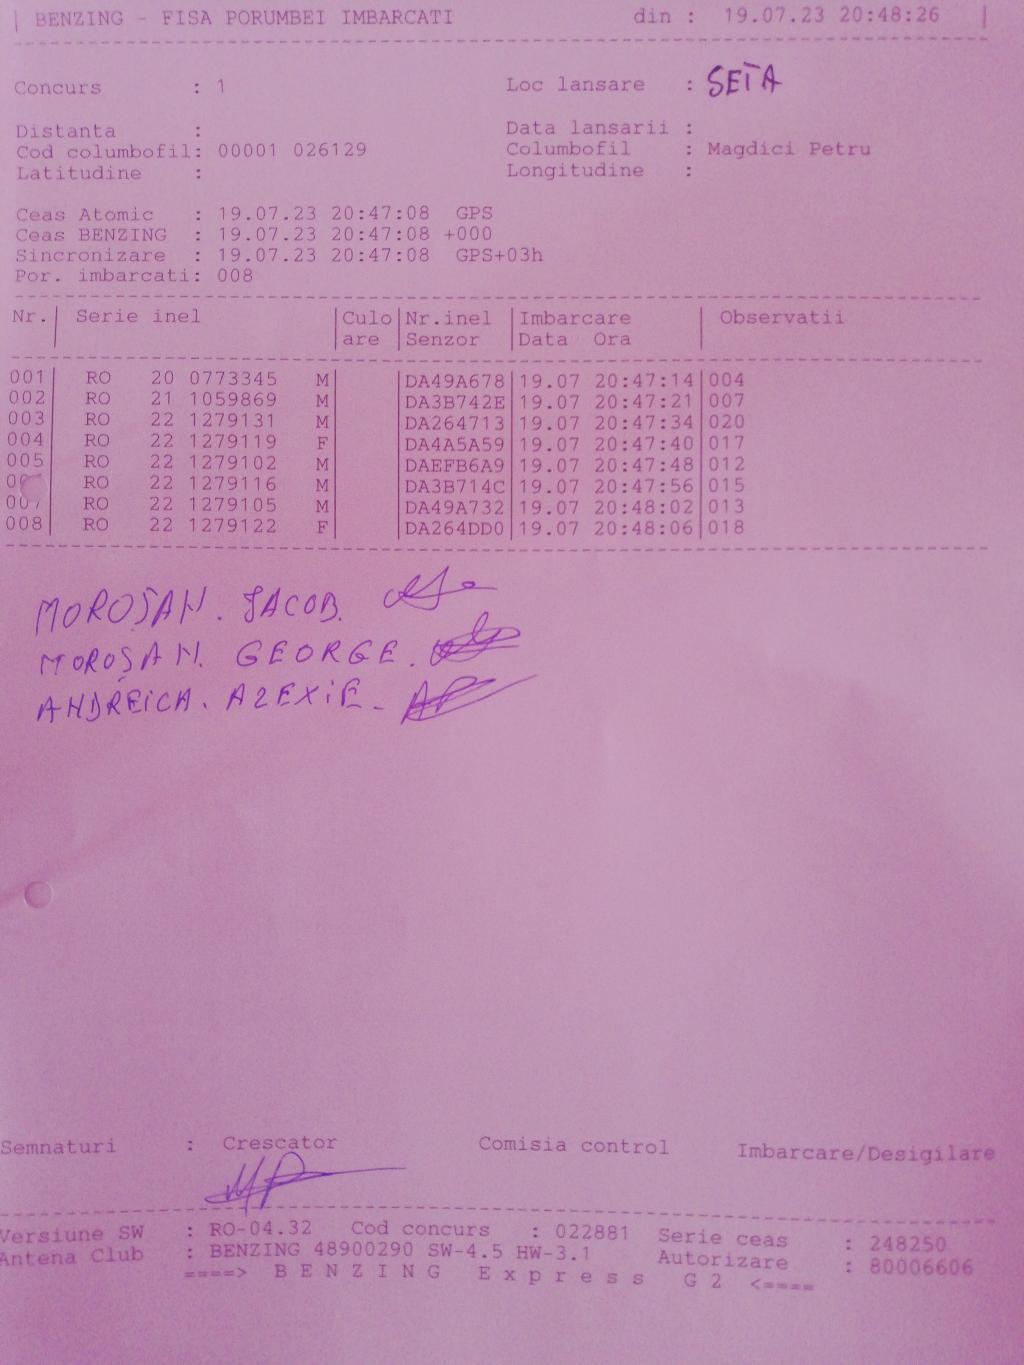 | BENZING - FISA PORUMBEI IMBARCATI din : 19.07.23 20:48:26 |
Concurs : 1 Loc lansare : SETA
Distanta : Data lansarii :
Cod columbofil: 00001 026129 Columbofil : Magdici Petru
Latitudine : Longitudine :
Ceas Atomic : 19.07.23 20:47:08 GPS
Ceas BENZING : 19.07.23 20:47:08 +000
Sincronizare : 19.07.23 20:47:08 GPS+03h
Por. imbarcati: 008
Nr.| Serie inel |Culo|Nr.inel |Imbarcare | Observatii
| |are |Senzor |Data Ora |
001| RO 20 0773345 M| |DA49A678|19.07 20:47:14|004
002| RO 21 1059869 M| |DA3B742E|19.07 20:47:21|007
003| RO 22 1279131 M| |DA264713|19.07 20:47:34|020
004| RO 22 1279119 F| |DA4A5A59|19.07 20:47:40|017
005| RO 22 1279102 M| |DAEFB6A9|19.07 20:47:48|012
| RO 22 1279116 M| |DA3B714C|19.07 20:47:56|015
007| RO 22 1279105 M| |DA49A732|19.07 20:48:02|013
008| RO 22 1279122 F| |DA264DD0|19.07 20:48:06|018
MOROȘAN. IACOB.
MOROȘAN. GEORGE.
ANDREICA. ALEXIE.
Semnaturi : Crescator Comisia control Imbarcare/Desigilare
Versiune SW : RO-04.32 Cod concurs : 022881 Serie ceas : 248250
Antena Club : BENZING 48900290 SW-4.5 HW-3.1 Autorizare : 80006606
====> B E N Z I N G E x p r e s s G 2 <====